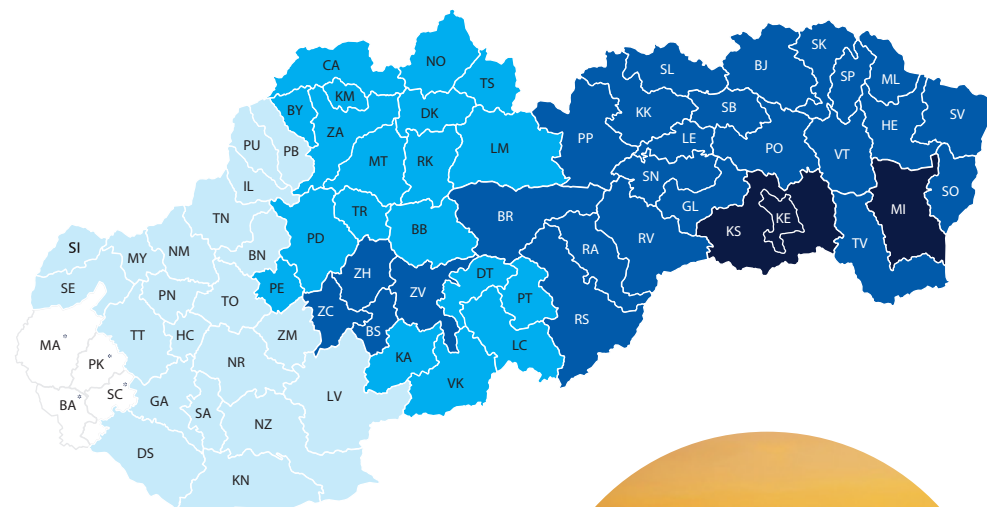 NO
CA
SK
SL
BJ
TS
SP
ML
KM
BY
DK
KK
SB
SV
ZA
HE
PP
LE
PU
PB
LM
PO
VT
MT
RK
SN
IL
SO
GL
MI
TR
BR
TN
KE
BB
KS
PD
RV
TV
SI
NM
RA
MY
BN
ZH
DT
SE
PE
ZV
PN
TO
PT
ZC
RS
BS
TT
HC
ZM
MA*
LC
KA
PK*
NR
VK
SC*
LV
GA
BA*
SA
NZ
DS
KN